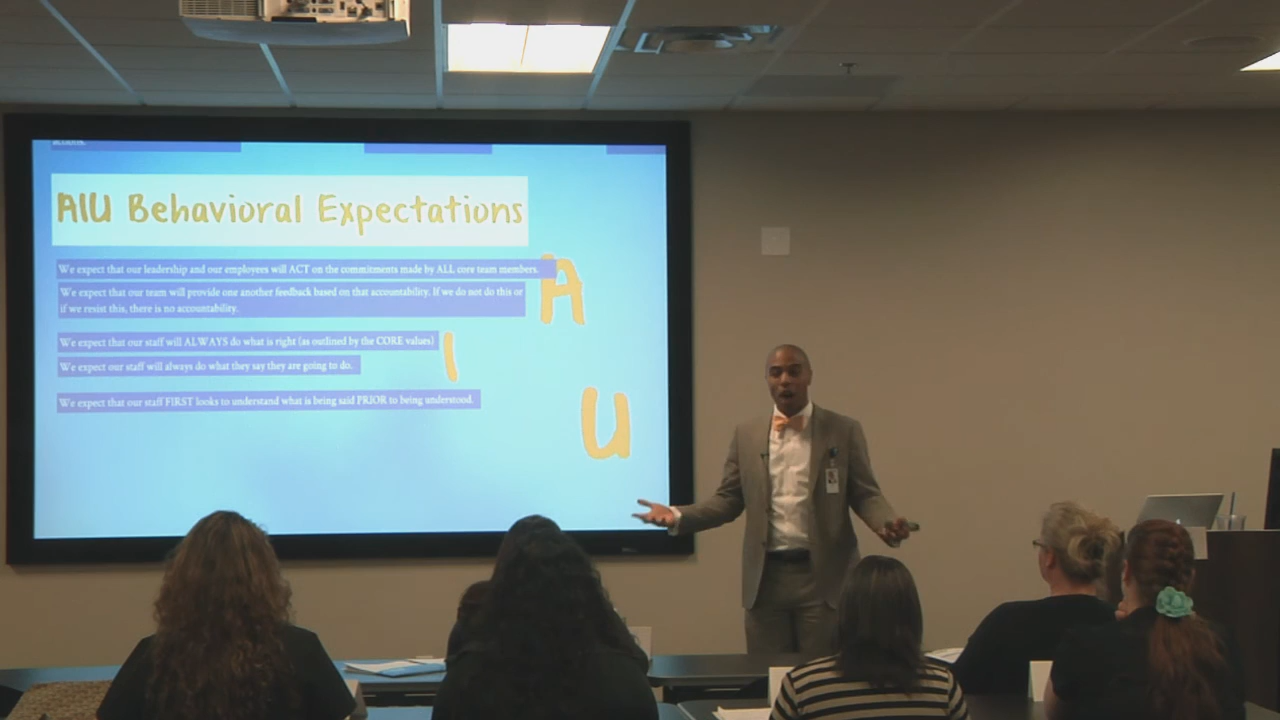 AIU Behavioral Expectations
We expect that our leadership and our employees will ACT on the commitments made by ALL core team members.
We expect that our team will provide one another feedback based on that accountability. If we do not do this or
if we resist this, there is no accountability.
A
We expect that our staff will ALWAYS do what is right (as outlined by the CORE values)
We expect our staff will always do what they say they are going to do.
I
We expect that our staff FIRST looks to understand what is being said PRIOR to being understood.
U